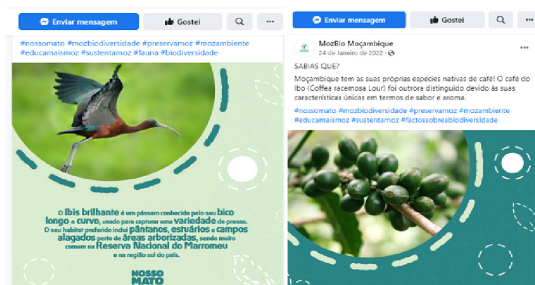 Enviar mensagem
Gostei
#nossomato #mozbiodiversidade #preservamoz #mozambiente
#educamaismoz #sustentamoz #fauna #biodiversidade
O íbis brilhante é um pássaro conhecida pelo seu bico
longo e curvo, usado para capturar uma variedade de presas.
O seu habitat preferido inclui pântanos, estuários e campos
alagados perto de áreas arborizadas, sendo muito
comum na Reserva Nacional do Marromeu
e na região sul do país.
NOSSO
MATO
Enviar mensagem
Gostei
MozBio Moçambique
24 de Janeiro de 2022
SABIAS QUE?
Moçambique tem as suas próprias espécies nativas de café! O café do
Ibo (Coffea racemosa Lour) foi outrora distinguido devido às suas
características únicas em termos de sabor e aroma.
#nossomato #mozbiodiversidade #preservamoz #mozambiente
#educamaismoz #sustentamoz #factossobreabiodiversidade